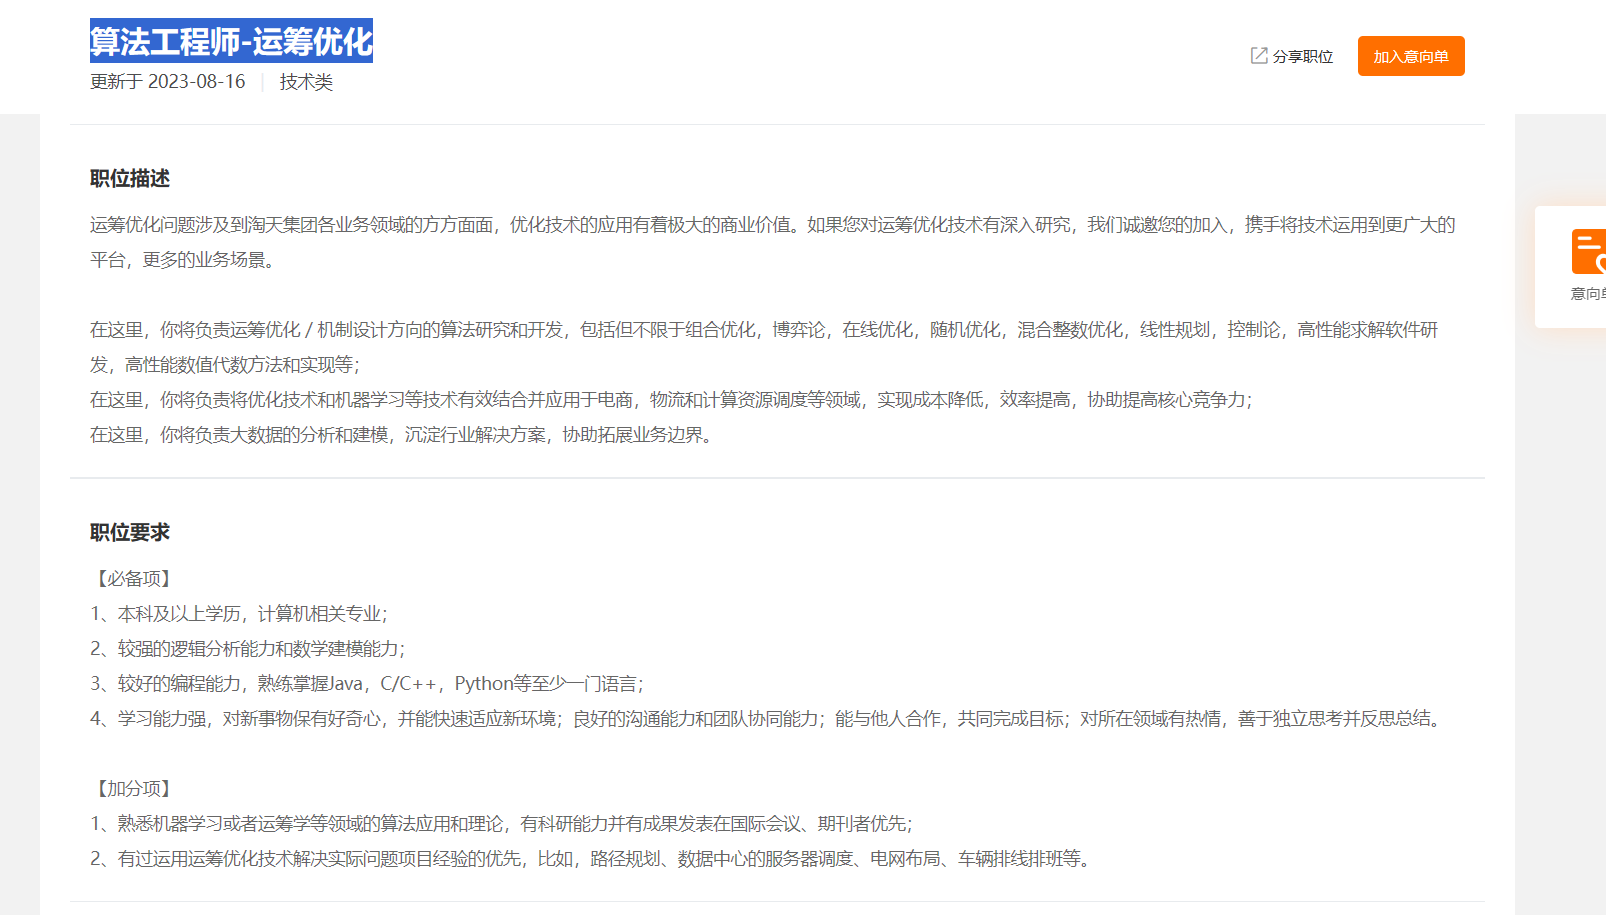 算法工程师-运筹优化
更新于 2023-08-16 | 技术类
分享职位
加入意向单
职位描述
运筹优化问题涉及到淘天集团各业务领域的方方面面，优化技术的应用有着极大的商业价值。如果您对运筹优化技术有深入研究，我们诚邀您的加入，携手将技术运用到更广大的
平台，更多的业务场景。
意向单
在这里，你将负责运筹优化 / 机制设计方向的算法研究和开发，包括但不限于组合优化，博弈论，在线优化，随机优化，混合整数优化，线性规划，控制论，高性能求解软件研
发，高性能数值代数方法和实现等；
在这里，你将负责将优化技术和机器学习等技术有效结合并应用于电商，物流和计算资源调度等领域，实现成本降低，效率提高，协助提高核心竞争力；
在这里，你将负责大数据的分析和建模，沉淀行业解决方案，协助拓展业务边界。
职位要求
【必备项】
1、本科及以上学历，计算机相关专业；
2、较强的逻辑分析能力和数学建模能力；
3、较好的编程能力，熟练掌握Java，C/C++，Python等至少一门语言；
4、学习能力强，对新事物保有好奇心，并能快速适应新环境；良好的沟通能力和团队协同能力；能与他人合作，共同完成目标；对所在领域有热情，善于独立思考并反思总结。
【加分项】
1、熟悉机器学习或者运筹学等领域的算法应用和理论，有科研能力并有成果发表在国际会议、期刊者优先；
2、有过运用运筹优化技术解决实际问题项目经验的优先，比如，路径规划、数据中心的服务器调度、电网布局、车辆排线排班等。